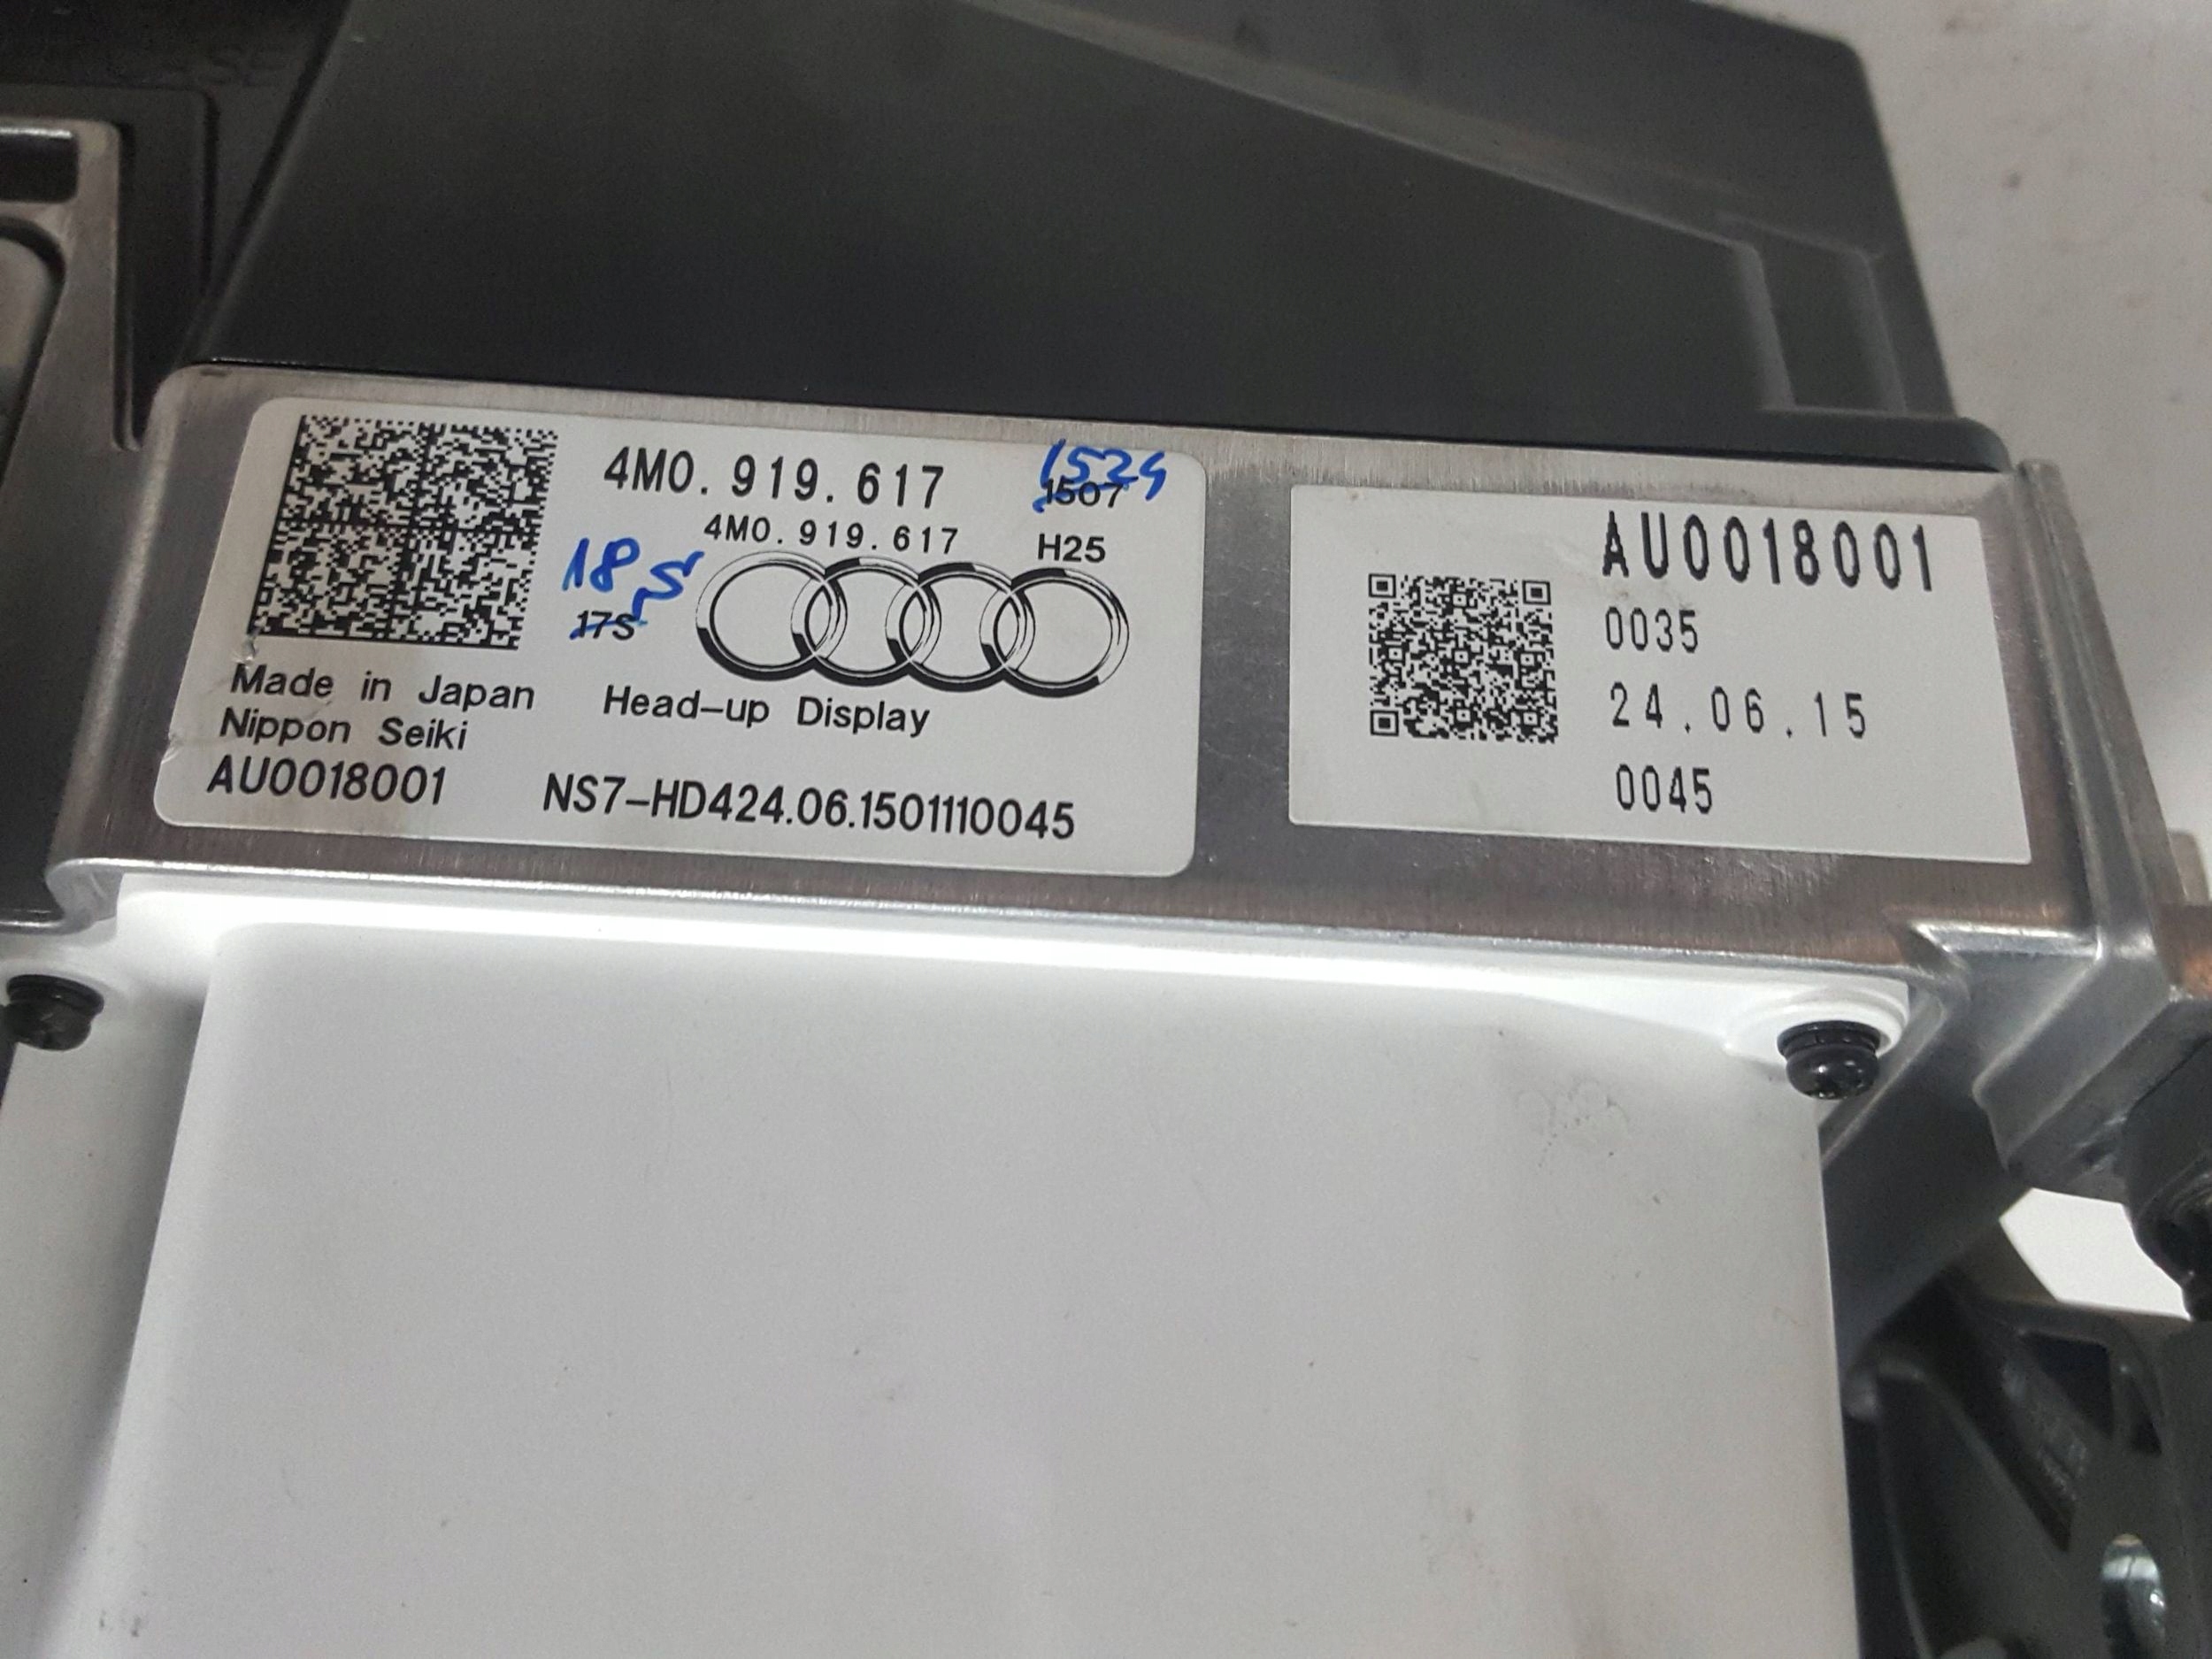 4M0.919.617
1524
1507
4M0.919.617
H25
18S
17S
Made in Japan
Head-up Display
Nippon Seiki
AU0018001
NS7-HD424.06.1501110045
AU0018001
0035
24.06.15
0045